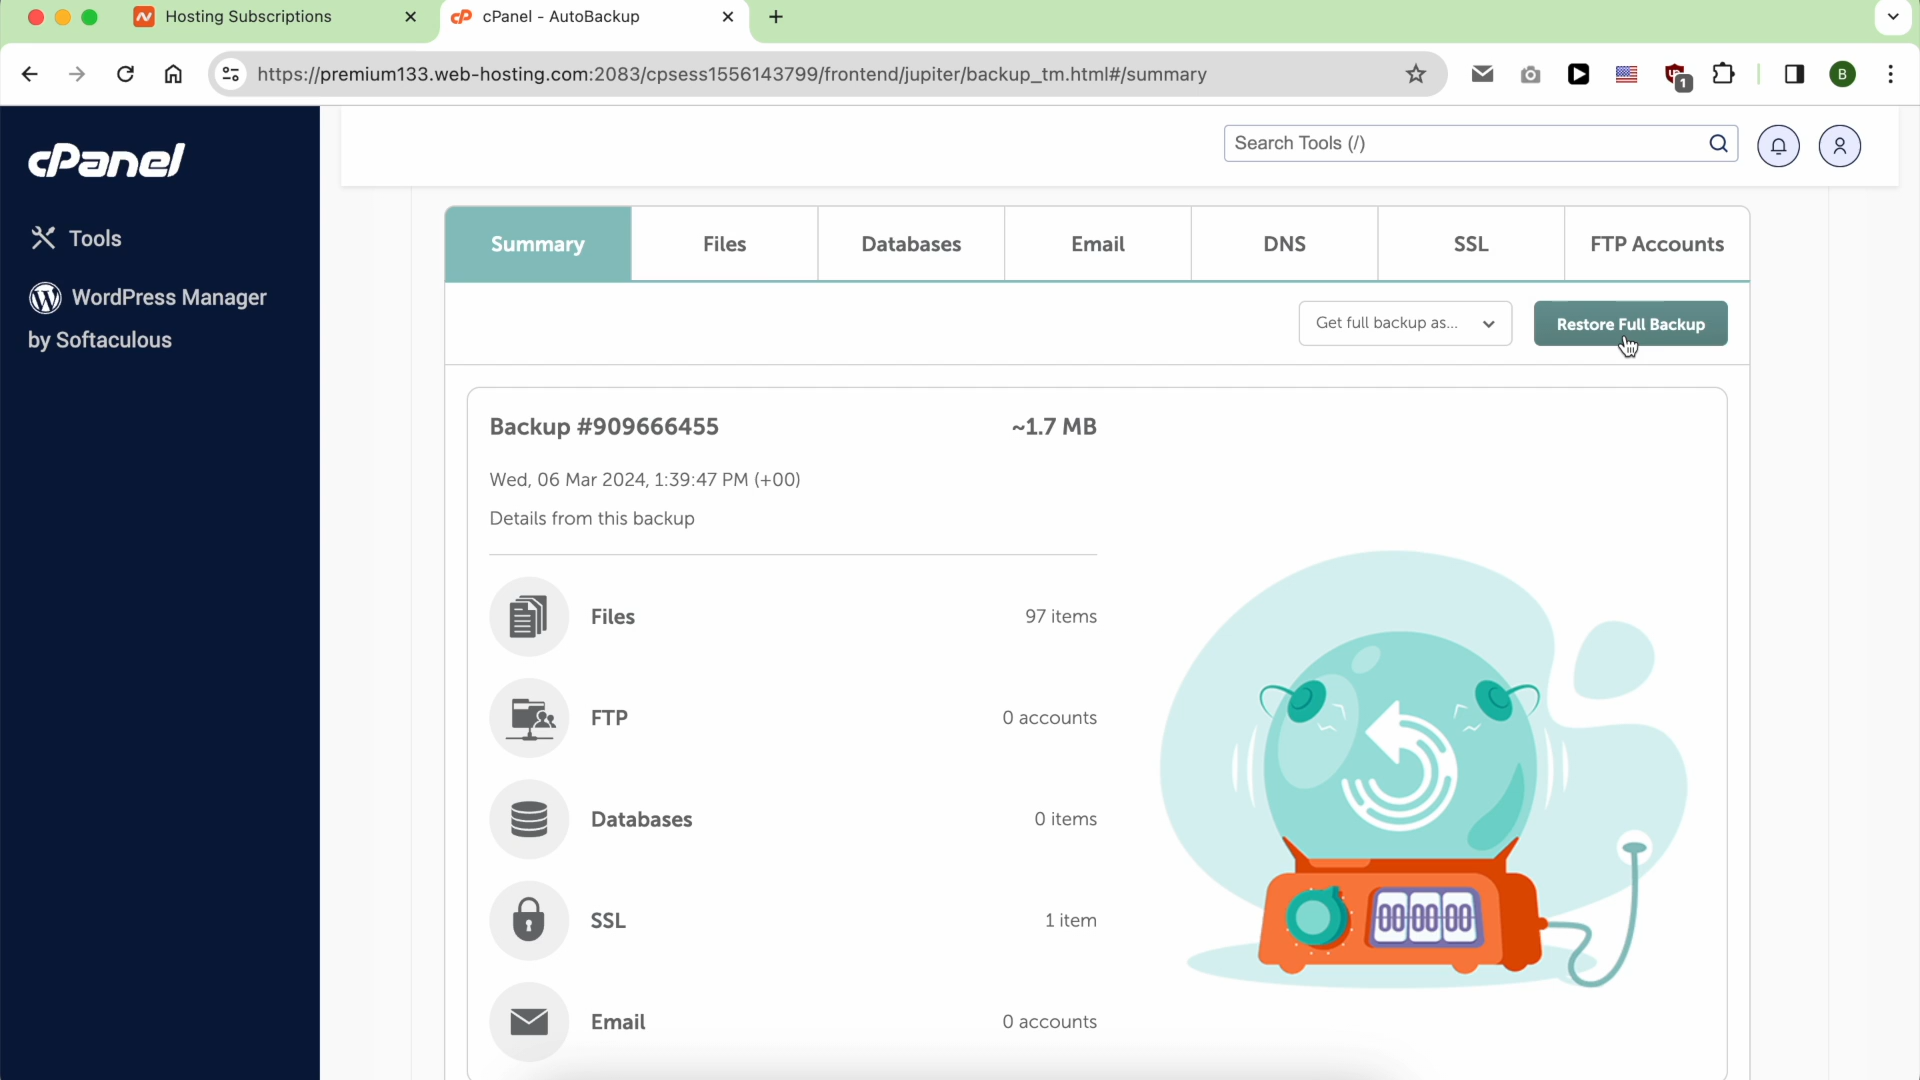 Hosting Subscriptions
cPanel - AutoBackup
https://premium133.web-hosting.com:2083/cpsess1556143799/frontend/jupiter/backup_tm.html#/summary
1
B
cPanel
Search Tools (/)
Tools
WordPress Manager
by Softaculous
Summary
Files
Databases
Email
DNS
SSL
FTP Accounts
Get full backup as...
Restore Full Backup
Backup #909666455
~1.7 MB
Wed, 06 Mar 2024, 1:39:47 PM (+00)
Details from this backup
Files
97 items
FTP
0 accounts
Databases
0 items
SSL
1 item
Email
0 accounts
00:00:00